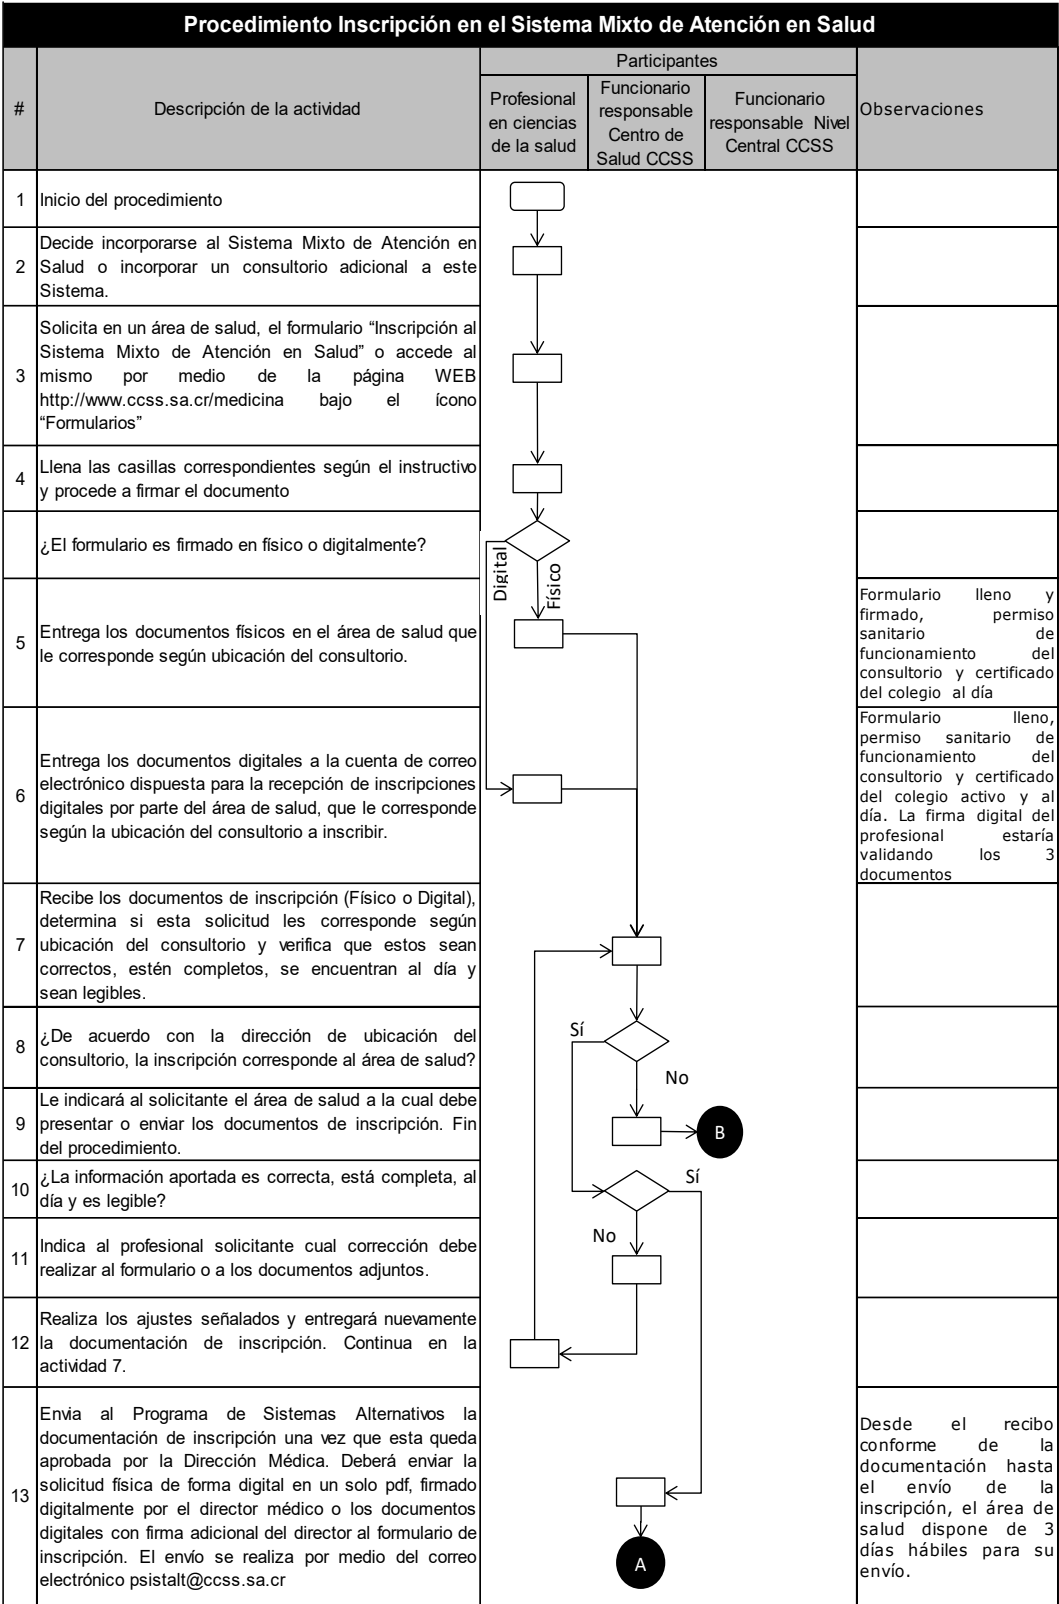 Procedimiento Inscripción en el Sistema Mixto de Atención en Salud
#
Descripción de la actividad
Participantes
Profesional
en ciencias
de la salud
Funcionario
responsable
Centro de
Salud CCSS
Funcionario
responsable Nivel
Central CCSS
Observaciones
1
Inicio del procedimiento
2
Decide incorporarse al Sistema Mixto de Atención en
Salud o incorporar un consultorio adicional a este
Sistema.
3
Solicita en un área de salud, el formulario “Inscripción al
Sistema Mixto de Atención en Salud” o accede al
mismo por medio de la página WEB
http://www.ccss.sa.cr/medicina bajo el ícono
“Formularios”
4
Llena las casillas correspondientes según el instructivo
y procede a firmar el documento
¿El formulario es firmado en físico o digitalmente?
Digital
Físico
5
Entrega los documentos físicos en el área de salud que
le corresponde según ubicación del consultorio.
Formulario lleno y
firmado, permiso
sanitario de
funcionamiento del
consultorio y certificado
del colegio al día
6
Entrega los documentos digitales a la cuenta de correo
electrónico dispuesta para la recepción de inscripciones
digitales por parte del área de salud, que le corresponde
según la ubicación del consultorio a inscribir.
Formulario lleno,
permiso sanitario de
funcionamiento del
consultorio y certificado
del colegio activo y al
día. La firma digital del
profesional estaría
validando los 3
documentos
7
Recibe los documentos de inscripción (Físico o Digital),
determina si esta solicitud les corresponde según
ubicación del consultorio y verifica que estos sean
correctos, estén completos, se encuentran al día y
sean legibles.
8
¿De acuerdo con la dirección de ubicación del
consultorio, la inscripción corresponde al área de salud?
Sí
No
9
Le indicará al solicitante el área de salud a la cual debe
presentar o enviar los documentos de inscripción. Fin
del procedimiento.
B
10
¿La información aportada es correcta, está completa, al
día y es legible?
Sí
No
11
Indica al profesional solicitante cual corrección debe
realizar al formulario o a los documentos adjuntos.
12
Realiza los ajustes señalados y entregará nuevamente
la documentación de inscripción. Continua en la
actividad 7.
13
Envia al Programa de Sistemas Alternativos la
documentación de inscripción una vez que esta queda
aprobada por la Dirección Médica. Deberá enviar la
solicitud física de forma digital en un solo pdf, firmado
digitalmente por el director médico o los documentos
digitales con firma adicional del director al formulario de
inscripción. El envío se realiza por medio del correo
electrónico psistalt@ccss.sa.cr
A
Desde el recibo
conforme de la
documentación hasta
el envío de la
inscripción, el área de
salud dispone de 3
días hábiles para su
envío.